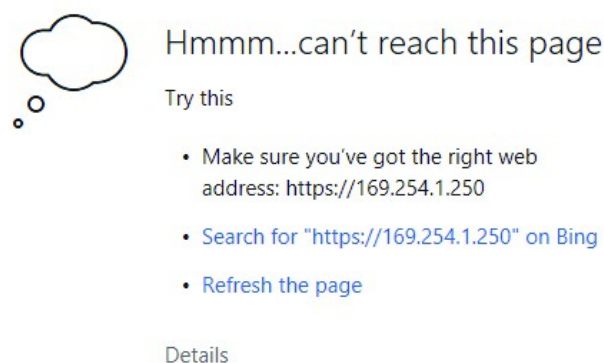 Hmmm...can't reach this page
Try this
• Make sure you've got the right web
address: https://169.254.1.250
• Search for "https://169.254.1.250" on Bing
• Refresh the page
Details